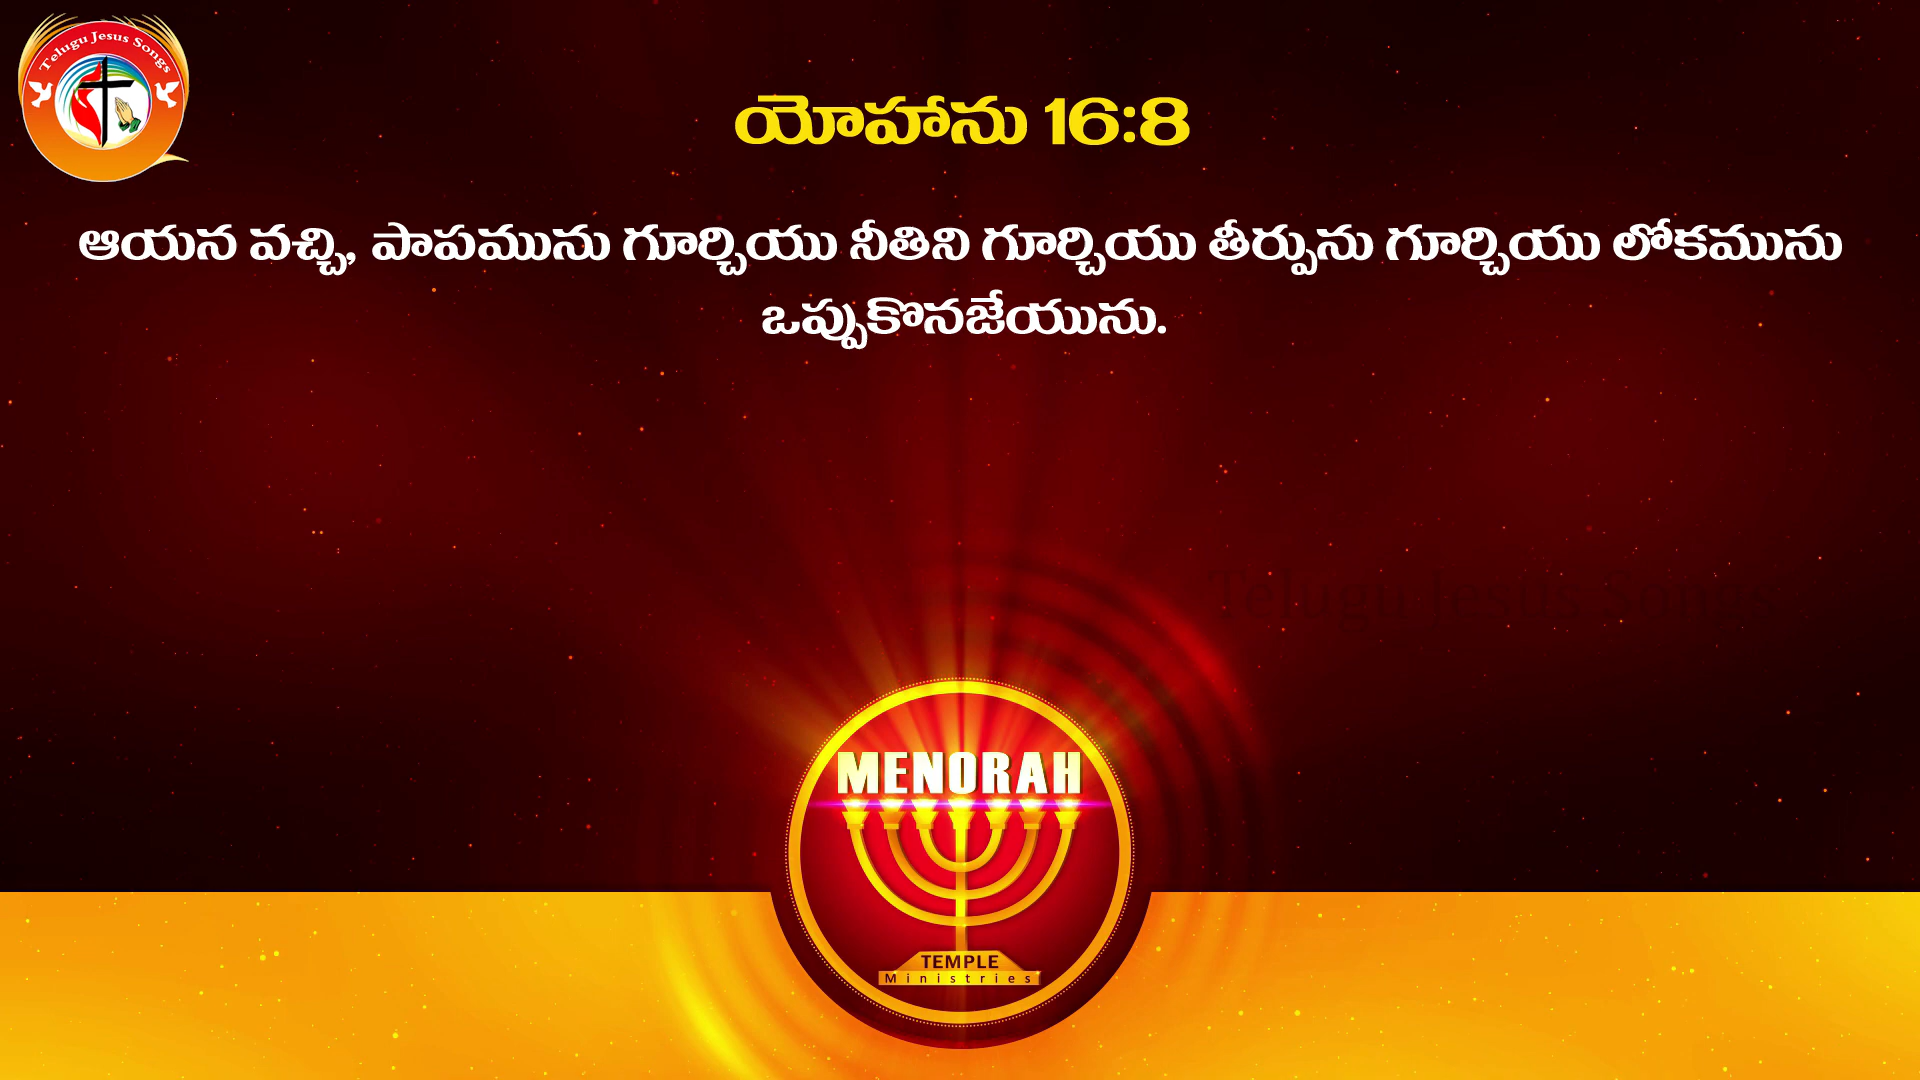 Telugu Jesus Songs
యోహాను 16:8
ఆయన వచ్చి, పాపమును గూర్చియు నీతిని గూర్చియు తీర్పును గూర్చియు లోకమును
ఒప్పుకొనజేయును.
Telugu Jesus Songs
MENORAH
TEMPLE
Ministries